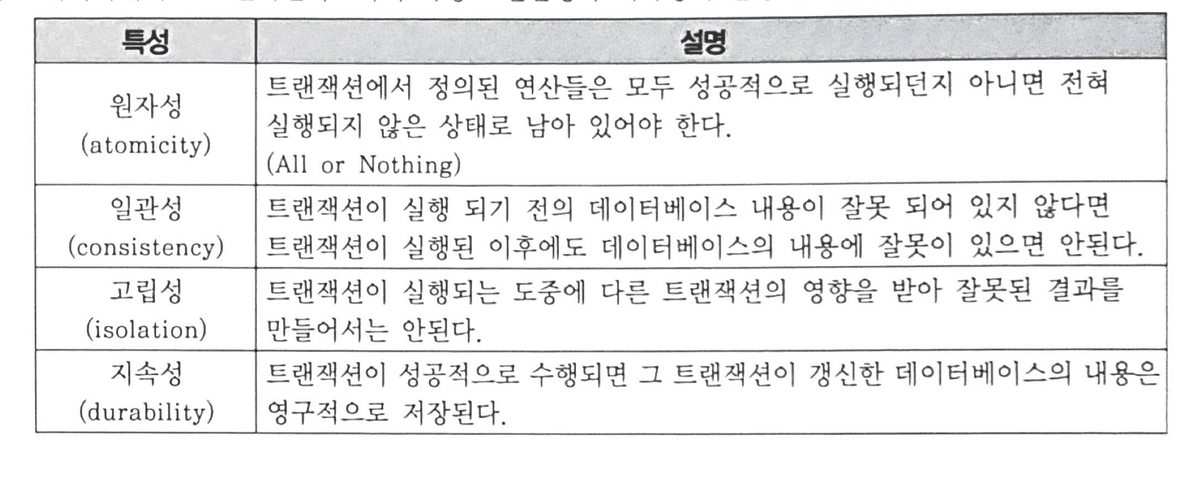 특성
설명
원자성
(atomicity)
트랜잭션에서 정의된 연산들은 모두 성공적으로 실행되던지 아니면 전혀
실행되지 않은 상태로 남아 있어야 한다.
(All or Nothing)
일관성
(consistency)
트랜잭션이 실행 되기 전의 데이터베이스 내용이 잘못 되어 있지 않다면
트랜잭션이 실행된 이후에도 데이터베이스의 내용에 잘못이 있으면 안된다.
고립성
(isolation)
트랜잭션이 실행되는 도중에 다른 트랜잭션의 영향을 받아 잘못된 결과를
만들어서는 안된다.
지속성
(durability)
트랜잭션이 성공적으로 수행되면 그 트랜잭션이 갱신한 데이터베이스의 내용은
영구적으로 저장된다.